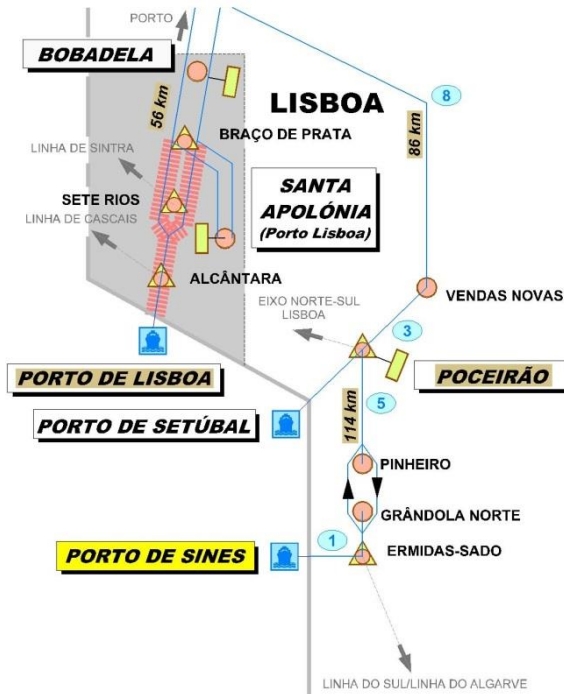 PORTO
BOBADELA
LISBOA
8
56 km
86 km
BRAÇO DE PRATA
LINHA DE SINTRA
SANTA
APOLÓNIA
(Porto Lisboa)
SETE RIOS
LINHA DE CASCAIS
ALCÂNTARA
VENDAS NOVAS
EIXO NORTE-SUL
LISBOA
3
PORTO DE LISBOA
POCEIRÃO
5
PORTO DE SETÚBAL
114 km
PINHEIRO
GRÂNDOLA NORTE
1
PORTO DE SINES
ERMIDAS-SADO
LINHA DO SUL/LINHA DO ALGARVE